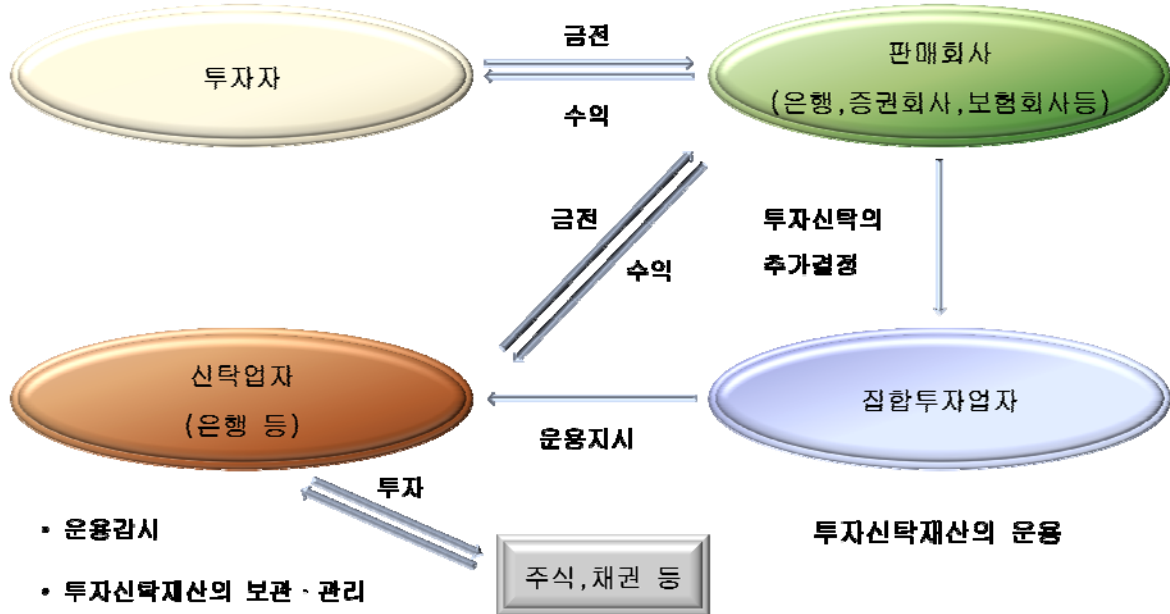 투자자
금전
수익
판매회사
(은행,증권회사,보험회사등)
금전
수익
투자신탁의
추가결정
신탁업자
(은행 등)
운용지시
집합투자업자
투자
• 운용감시
• 투자신탁재산의 보관 · 관리
주식,채권 등
투자신탁재산의 운용